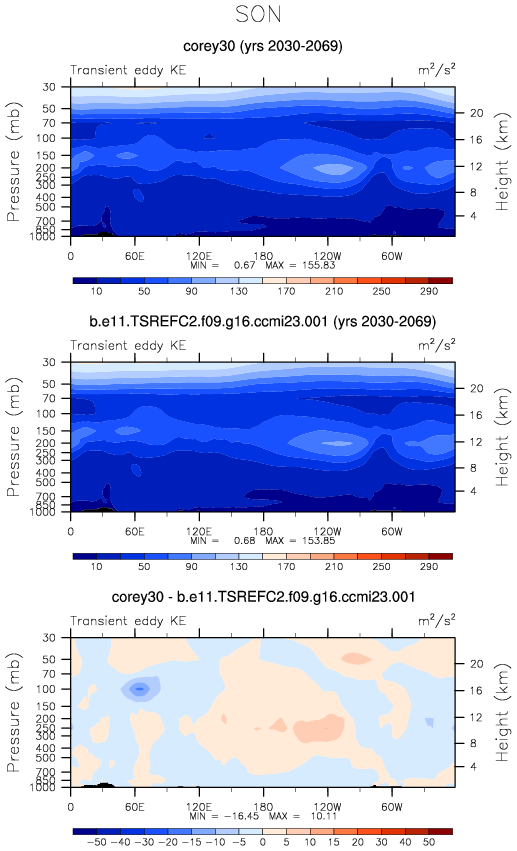 SON
corey30 (yrs 2030-2069)
Transient eddy KE m²/s²
Pressure (mb)
30 50 70 100 150 200 250 300 400 500 700 850 1000
Height (km)
20 16 12 8 4
0 60E 120E 180 120W 60W
MIN = 0.67 MAX = 155.83
10 50 90 130 170 210 250 290
b.e11.TSREFC2.f09.g16.ccmi23.001 (yrs 2030-2069)
Transient eddy KE m²/s²
Pressure (mb)
30 50 70 100 150 200 250 300 400 500 700 850 1000
Height (km)
20 16 12 8 4
0 60E 120E 180 120W 60W
MIN = 0.68 MAX = 153.85
10 50 90 130 170 210 250 290
corey30 - b.e11.TSREFC2.f09.g16.ccmi23.001
Transient eddy KE m²/s²
Pressure (mb)
30 50 70 100 150 200 250 300 400 500 700 850 1000
Height (km)
20 16 12 8 4
0 60E 120E 180 120W 60W
MIN = -16.45 MAX = 10.11
-50 -40 -30 -20 -10 -5 0 5 10 20 30 40 50